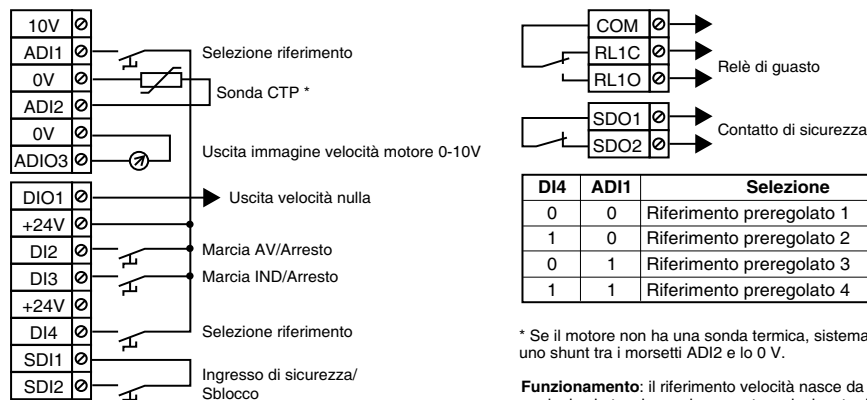 10V
ADI1 Selezione riferimento
0V
Sonda CTP *
ADI2
0V
Uscita immagine velocità motore 0-10V
ADIO3
DIO1 Uscita velocità nulla
+24V
DI2 Marcia AV/Arresto
DI3 Marcia IND/Arresto
+24V
DI4 Selezione riferimento
SDI1
Ingresso di sicurezza/
SDI2 Sblocco
COM
RL1C
Relè di guasto
RL1O
SDO1
Contatto di sicurezza
SDO2
DI4 ADI1 Selezione
0 0 Riferimento preregolato 1
1 0 Riferimento preregolato 2
0 1 Riferimento preregolato 3
1 1 Riferimento preregolato 4
* Se il motore non ha una sonda termica, sistema
uno shunt tra i morsetti ADI2 e lo 0 V.
Funzionamento: il riferimento velocità nasce da